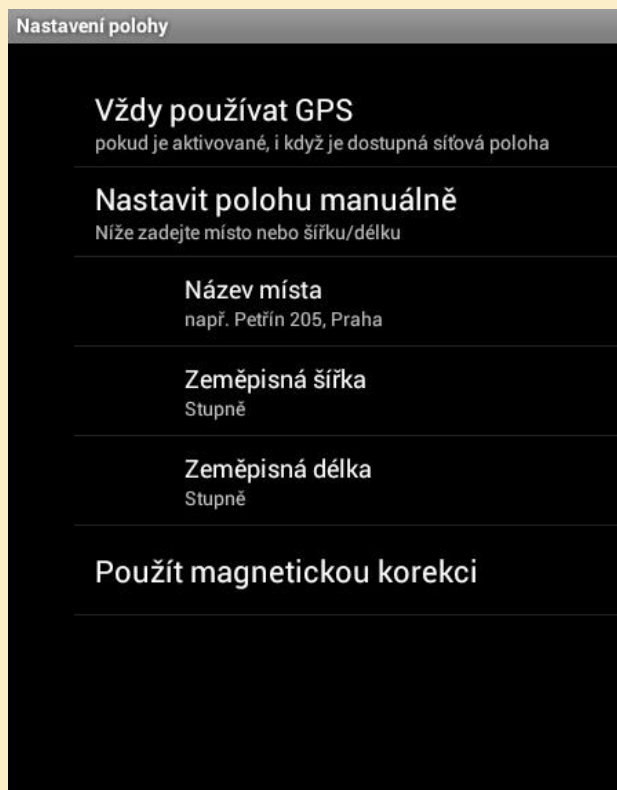 Nastavení polohy
Vždy používat GPS
pokud je aktivované, i když je dostupná síťová poloha
Nastavit polohu manuálně
Níže zadejte místo nebo šířku/délku
Název místa
např. Petřín 205, Praha
Zeměpisná šířka
Stupně
Zeměpisná délka
Stupně
Použít magnetickou korekci